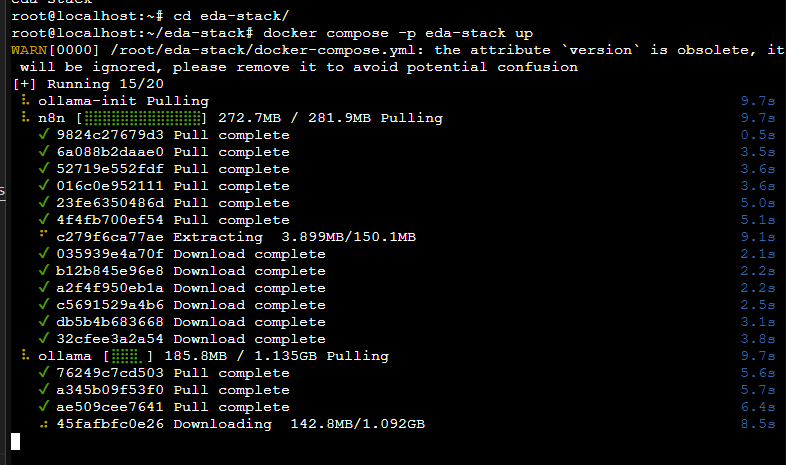 eda-stack
root@localhost:~# cd eda-stack/
root@localhost:~/eda-stack# docker compose -p eda-stack up
WARN[0000] /root/eda-stack/docker-compose.yml: the attribute `version` is obsolete, it
will be ignored, please remove it to avoid potential confusion
[+] Running 15/20
ollama-init Pulling 9.7s
n8n [⣿⣿⣿⣿⣿⣿⣿⣿⣿⣿⣿⣿⣿] 272.7MB / 281.9MB Pulling 9.7s
✓ 9824c27679d3 Pull complete 0.5s
✓ 6a088b2daae0 Pull complete 3.5s
✓ 52719e552fdf Pull complete 3.6s
✓ 016c0e952111 Pull complete 3.6s
✓ 23fe6350486d Pull complete 5.0s
✓ 4f4fb700ef54 Pull complete 5.1s
c279f6ca77ae Extracting 3.899MB/150.1MB 9.1s
✓ 035939e4a70f Download complete 2.1s
✓ b12b845e96e8 Download complete 2.2s
✓ a2f4f950eb1a Download complete 2.2s
✓ c5691529a4b6 Download complete 2.5s
✓ db5b4b683668 Download complete 3.1s
✓ 32cfee3a2a54 Download complete 3.8s
ollama [⣿⣿⣿⣀] 185.8MB / 1.135GB Pulling 9.7s
✓ 76249c7cd503 Pull complete 5.6s
✓ a345b09f53f0 Pull complete 5.7s
✓ ae509cee7641 Pull complete 6.4s
45fafbfc0e26 Downloading 142.8MB/1.092GB 8.5s